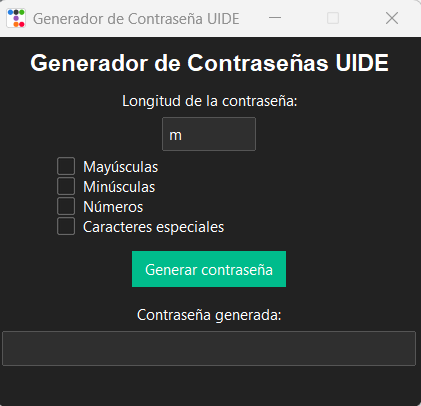 Generador de Contraseña UIDE
Generador de Contraseñas UIDE
Longitud de la contraseña:
m
Mayúsculas
Minúsculas
Números
Caracteres especiales
Generar contraseña
Contraseña generada: